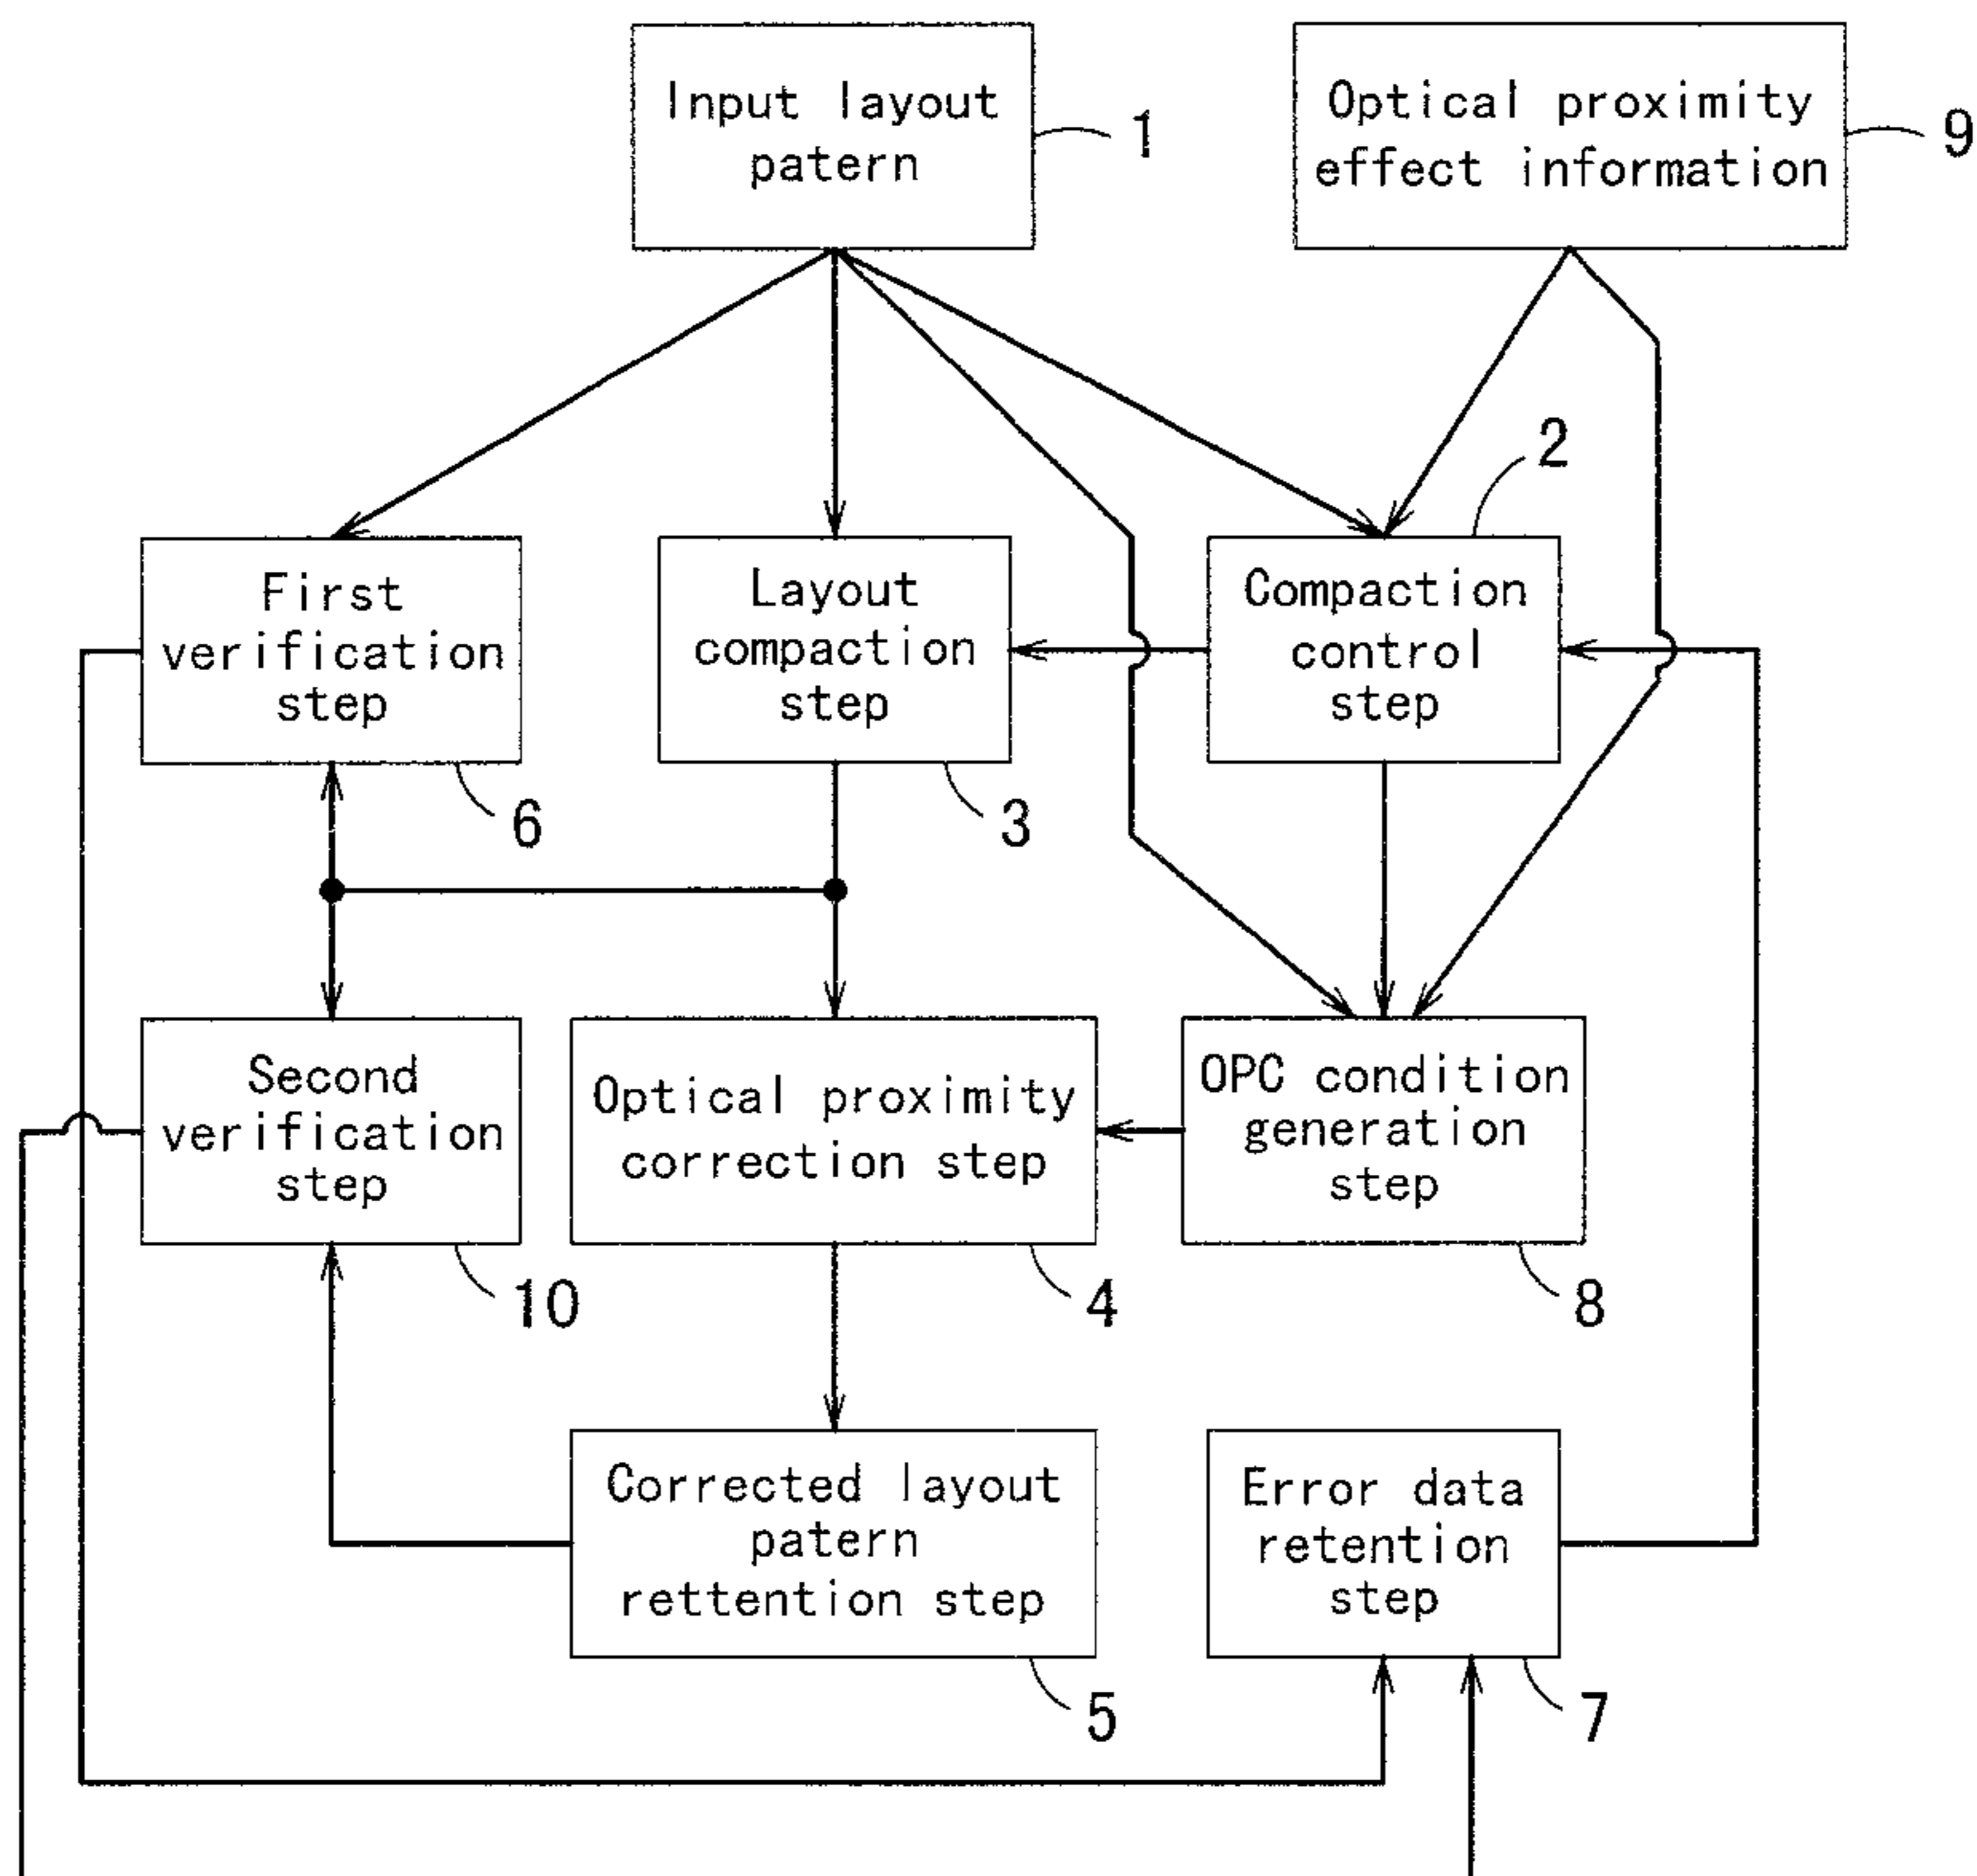 Input layout
patern
1
Optical proximity
effect information
9
2
First
verification
step
6
Layout
compaction
step
3
Compaction
control
step
Second
verification
step
10
Optical proximity
correction step
4
OPC condition
generation
step
8
Corrected layout
patern
rettention step
5
Error data
retention
step
7